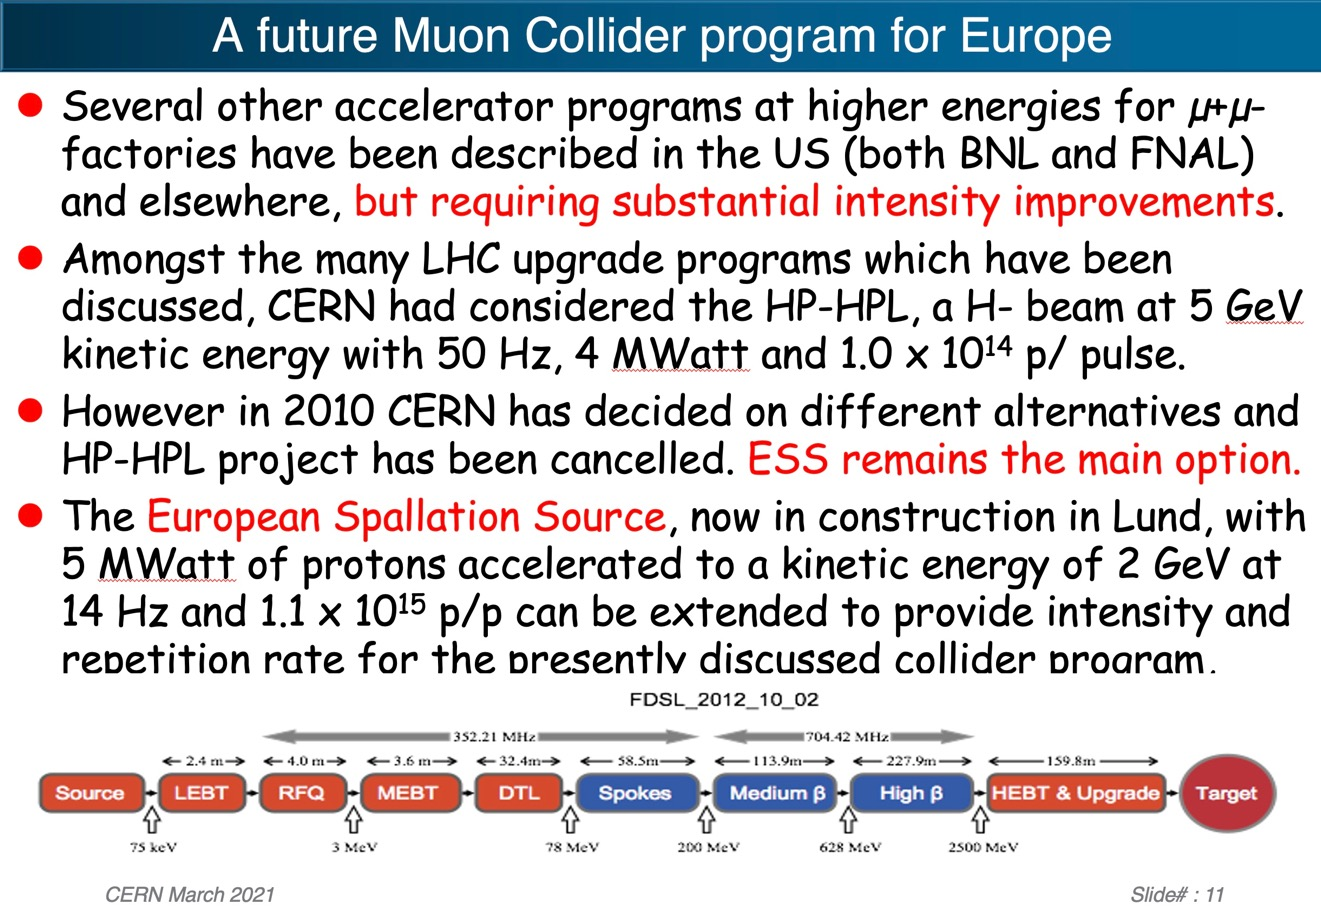 A future Muon Collider program for Europe
Several other accelerator programs at higher energies for μ+μ-
factories have been described in the US (both BNL and FNAL)
and elsewhere, but requiring substantial intensity improvements.
Amongst the many LHC upgrade programs which have been
discussed, CERN had considered the HP-HPL, a H- beam at 5 GeV
kinetic energy with 50 Hz, 4 MWatt and 1.0 x 10¹⁴ p/ pulse.
However in 2010 CERN has decided on different alternatives and
HP-HPL project has been cancelled. ESS remains the main option.
The European Spallation Source, now in construction in Lund, with
5 MWatt of protons accelerated to a kinetic energy of 2 GeV at
14 Hz and 1.1 x 10¹⁵ p/p can be extended to provide intensity and
repetition rate for the presently discussed collider program.
FDSL_2012_10_02
352.21 MHz 704.42 MHz
2.4 m 4.0 m 3.6 m 32.4m 58.5m 113.9m 227.9m 159.8m
Source LEBT RFQ MEBT DTL Spokes Medium β High β HEBT & Upgrade Target
75 keV 3 MeV 78 MeV 200 MeV 628 MeV 2500 MeV
CERN March 2021 Slide# : 11